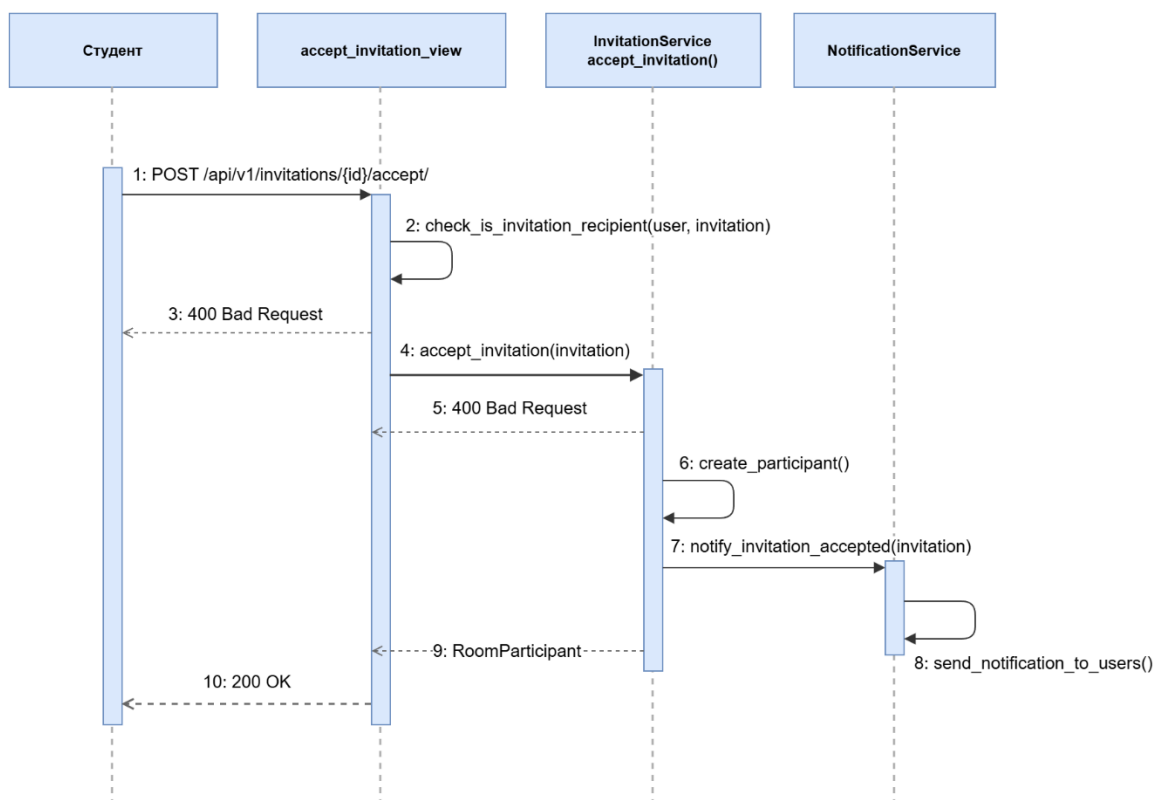 Студент
accept_invitation_view
InvitationService
accept_invitation()
NotificationService
1: POST /api/v1/invitations/{id}/accept/
2: check_is_invitation_recipient(user, invitation)
3: 400 Bad Request
4: accept_invitation(invitation)
5: 400 Bad Request
6: create_participant()
7: notify_invitation_accepted(invitation)
9: RoomParticipant
8: send_notification_to_users()
10: 200 OK